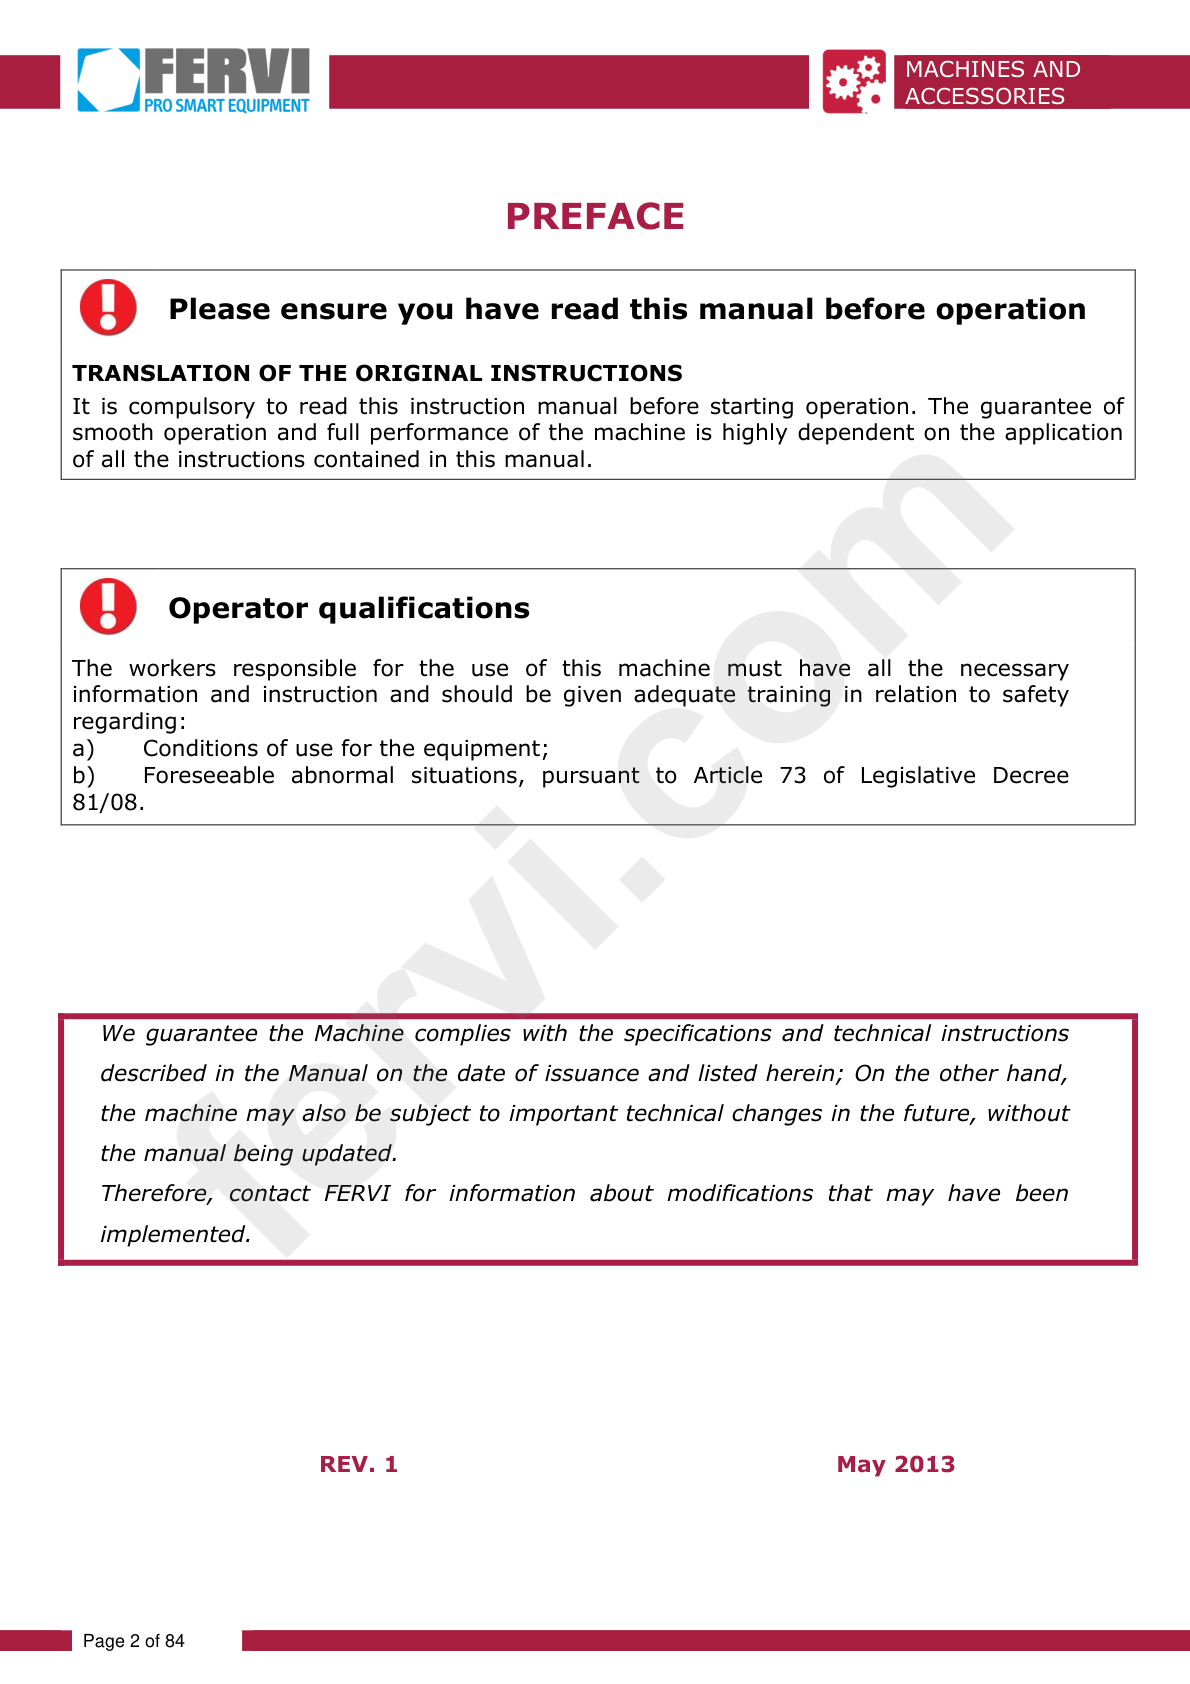 FERVI
PRO SMART EQUIPMENT
MACHINES AND
ACCESSORIES
PREFACE
Please ensure you have read this manual before operation
TRANSLATION OF THE ORIGINAL INSTRUCTIONS
It is compulsory to read this instruction manual before starting operation. The guarantee of
smooth operation and full performance of the machine is highly dependent on the application
of all the instructions contained in this manual.
Operator qualifications
The workers responsible for the use of this machine must have all the necessary
information and instruction and should be given adequate training in relation to safety
regarding:
a) Conditions of use for the equipment;
b) Foreseeable abnormal situations, pursuant to Article 73 of Legislative Decree
81/08.
We guarantee the Machine complies with the specifications and technical instructions
described in the Manual on the date of issuance and listed herein; On the other hand,
the machine may also be subject to important technical changes in the future, without
the manual being updated.
Therefore, contact FERVI for information about modifications that may have been
implemented.
fervi.com
REV. 1 May 2013
Page 2 of 84